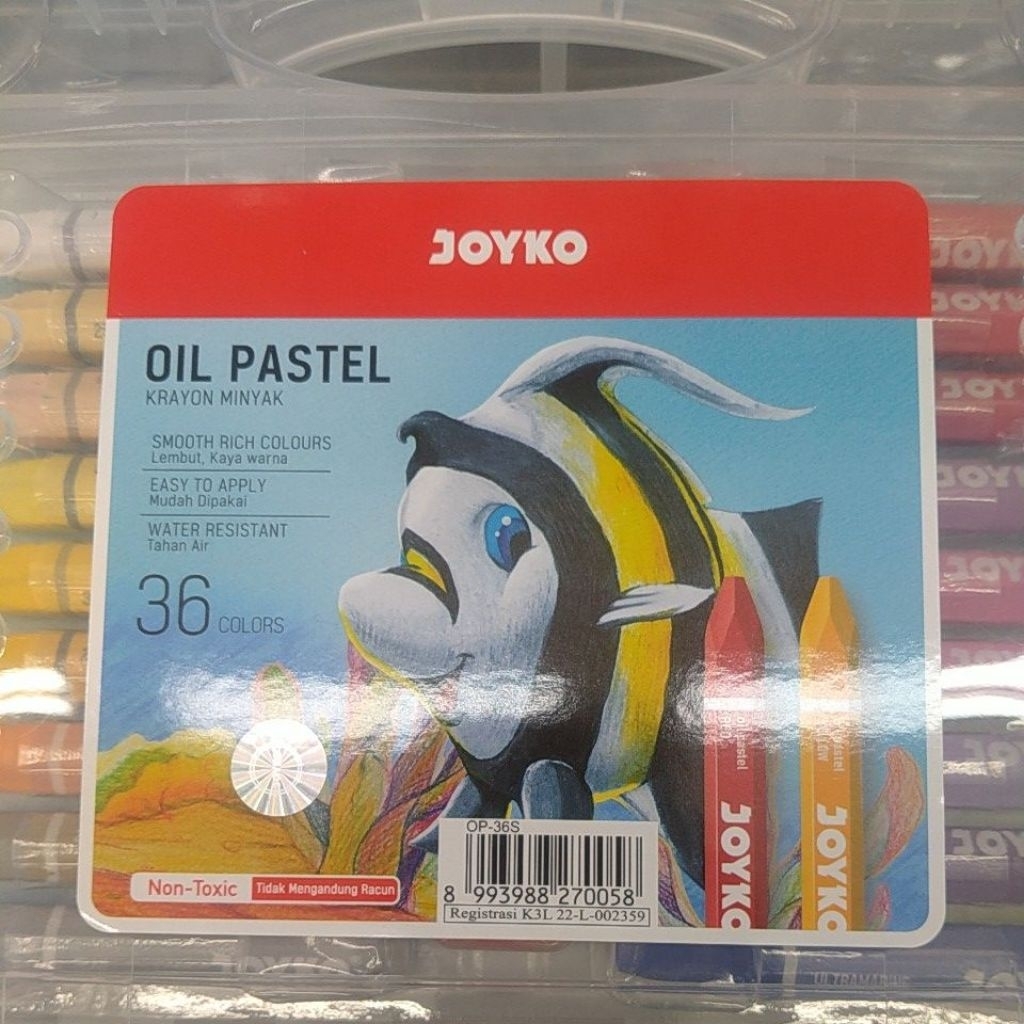 JOYKO
OIL PASTEL
KRAYON MINYAK
SMOOTH RICH COLOURS
Lembut, Kaya warna
EASY TO APPLY
Mudah Dipakai
WATER RESISTANT
Tahan Air
36 COLORS
JOYKO
JOYKO
Non-Toxic Tidak Mengandung Racun
OP-36S
8 993988 270058
Registrasi K3L 22-L-002359
JOYKO
ULTRAMARINE